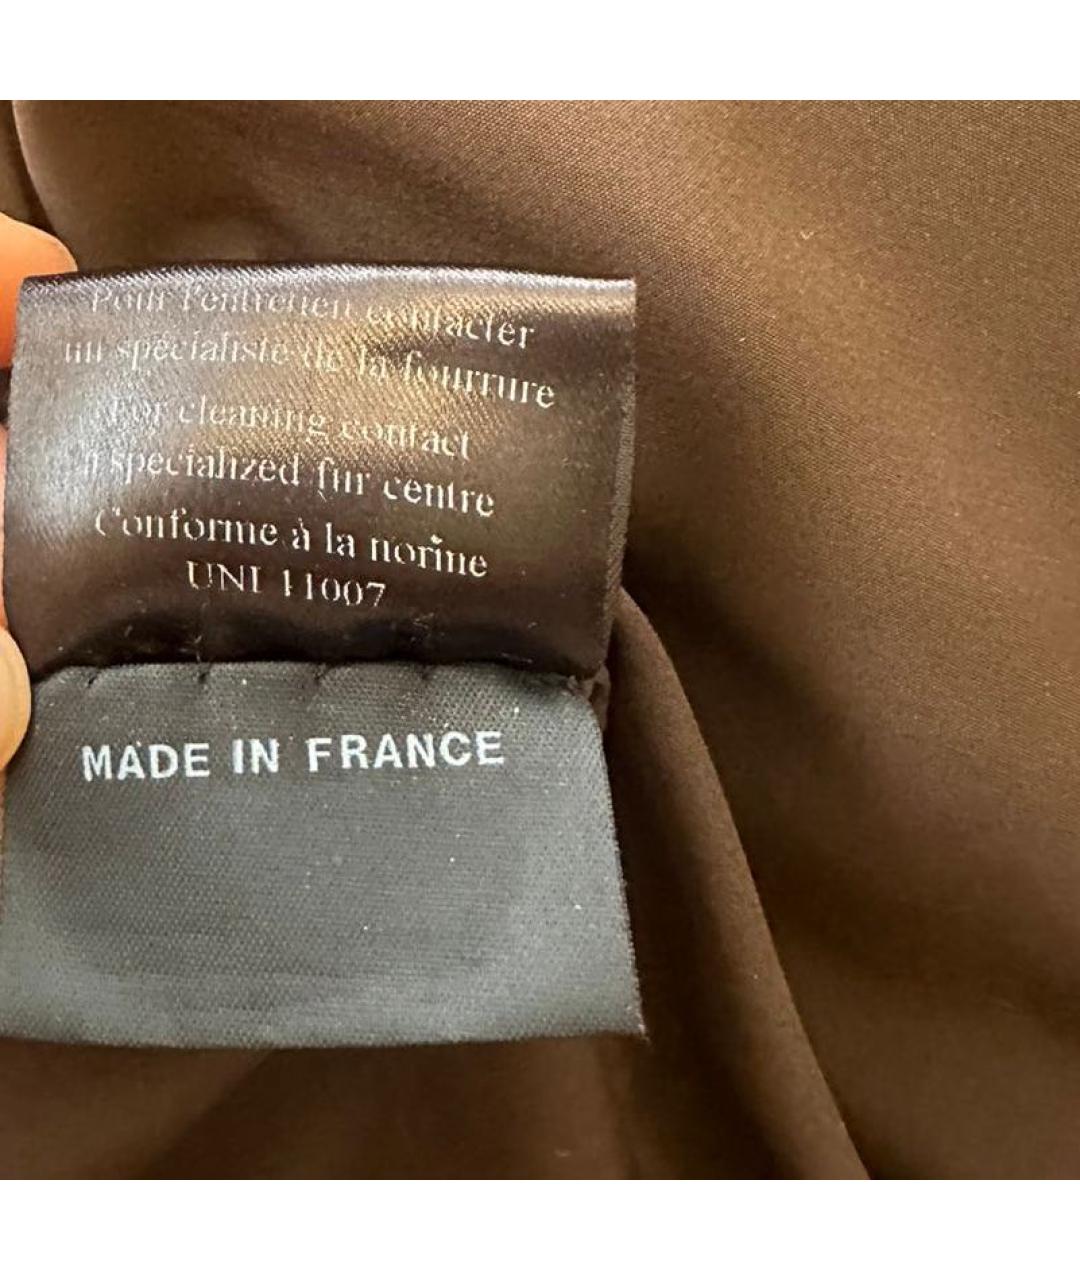 Pour l'entretien contacter
un spécialiste de la fourrure
For cleaning contact
a specialized fur centre
Conforme à la norme
UNI 11007
MADE IN FRANCE